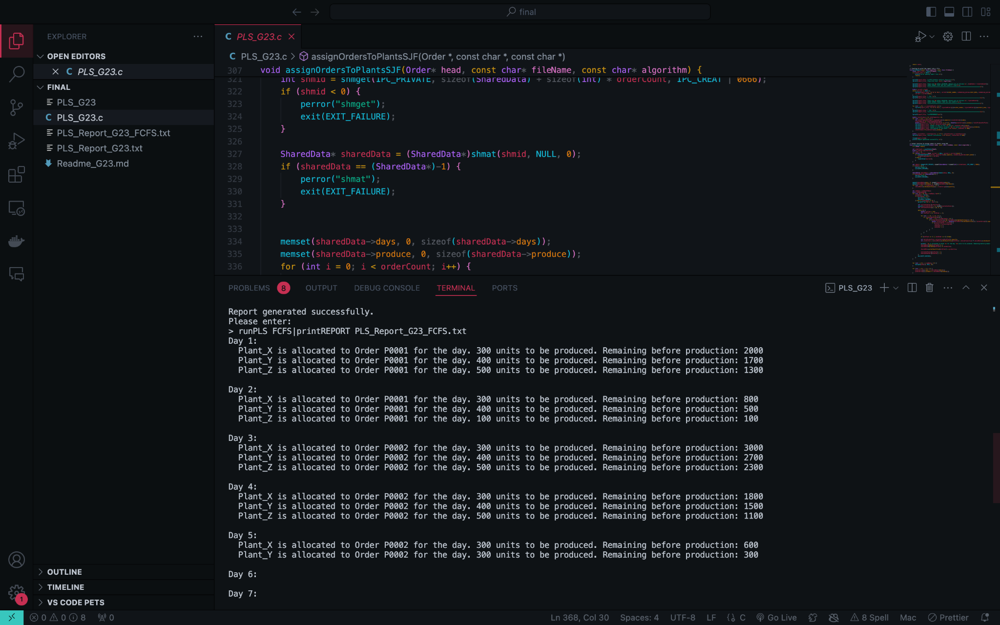 final
EXPLORER
OPEN EDITORS
C PLS_G23.c
FINAL
PLS_G23
C PLS_G23.c
PLS_Report_G23_FCFS.txt
PLS_Report_G23.txt
Readme_G23.md
OUTLINE
TIMELINE
VS CODE PETS
1
C PLS_G23.c
C PLS_G23.c > assignOrdersToPlantsSJF(Order *, const char *, const char *)
307 void assignOrdersToPlantsSJF(Order* head, const char* fileName, const char* algorithm) {
321 int shmid = shmget(IPC_PRIVATE, sizeof(SharedData) + sizeof(int) * orderCount, IPC_CREAT | 0666);
322 if (shmid < 0) {
323 perror("shmget");
324 exit(EXIT_FAILURE);
325 }
326
327 SharedData* sharedData = (SharedData*)shmat(shmid, NULL, 0);
328 if (sharedData == (SharedData*)-1) {
329 perror("shmat");
330 exit(EXIT_FAILURE);
331 }
332
333
334 memset(sharedData->days, 0, sizeof(sharedData->days));
335 memset(sharedData->produce, 0, sizeof(sharedData->produce));
336 for (int i = 0; i < orderCount; i++) {
PROBLEMS 8 OUTPUT DEBUG CONSOLE TERMINAL PORTS PLS_G23
Report generated successfully.
Please enter:
> runPLS FCFS|printREPORT PLS_Report_G23_FCFS.txt
Day 1:
Plant_X is allocated to Order P0001 for the day. 300 units to be produced. Remaining before production: 2000
Plant_Y is allocated to Order P0001 for the day. 400 units to be produced. Remaining before production: 1700
Plant_Z is allocated to Order P0001 for the day. 500 units to be produced. Remaining before production: 1300
Day 2:
Plant_X is allocated to Order P0001 for the day. 300 units to be produced. Remaining before production: 800
Plant_Y is allocated to Order P0001 for the day. 400 units to be produced. Remaining before production: 500
Plant_Z is allocated to Order P0001 for the day. 100 units to be produced. Remaining before production: 100
Day 3:
Plant_X is allocated to Order P0002 for the day. 300 units to be produced. Remaining before production: 3000
Plant_Y is allocated to Order P0002 for the day. 400 units to be produced. Remaining before production: 2700
Plant_Z is allocated to Order P0002 for the day. 500 units to be produced. Remaining before production: 2300
Day 4:
Plant_X is allocated to Order P0002 for the day. 300 units to be produced. Remaining before production: 1800
Plant_Y is allocated to Order P0002 for the day. 400 units to be produced. Remaining before production: 1500
Plant_Z is allocated to Order P0002 for the day. 500 units to be produced. Remaining before production: 1100
Day 5:
Plant_X is allocated to Order P0002 for the day. 300 units to be produced. Remaining before production: 600
Plant_Y is allocated to Order P0002 for the day. 300 units to be produced. Remaining before production: 300
Day 6:
Day 7:
0 0 8 0 Ln 368, Col 30 Spaces: 4 UTF-8 LF C Go Live 8 Spell Mac Prettier